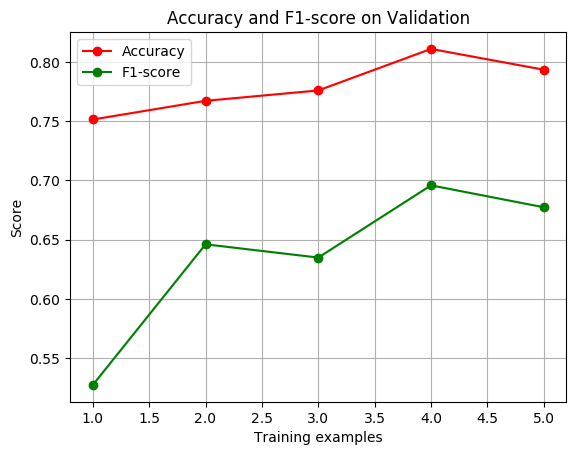 Accuracy and F1-score on Validation
Accuracy
F1-score
Score
0.80
0.75
0.70
0.65
0.60
0.55
1.0 1.5 2.0 2.5 3.0 3.5 4.0 4.5 5.0
Training examples